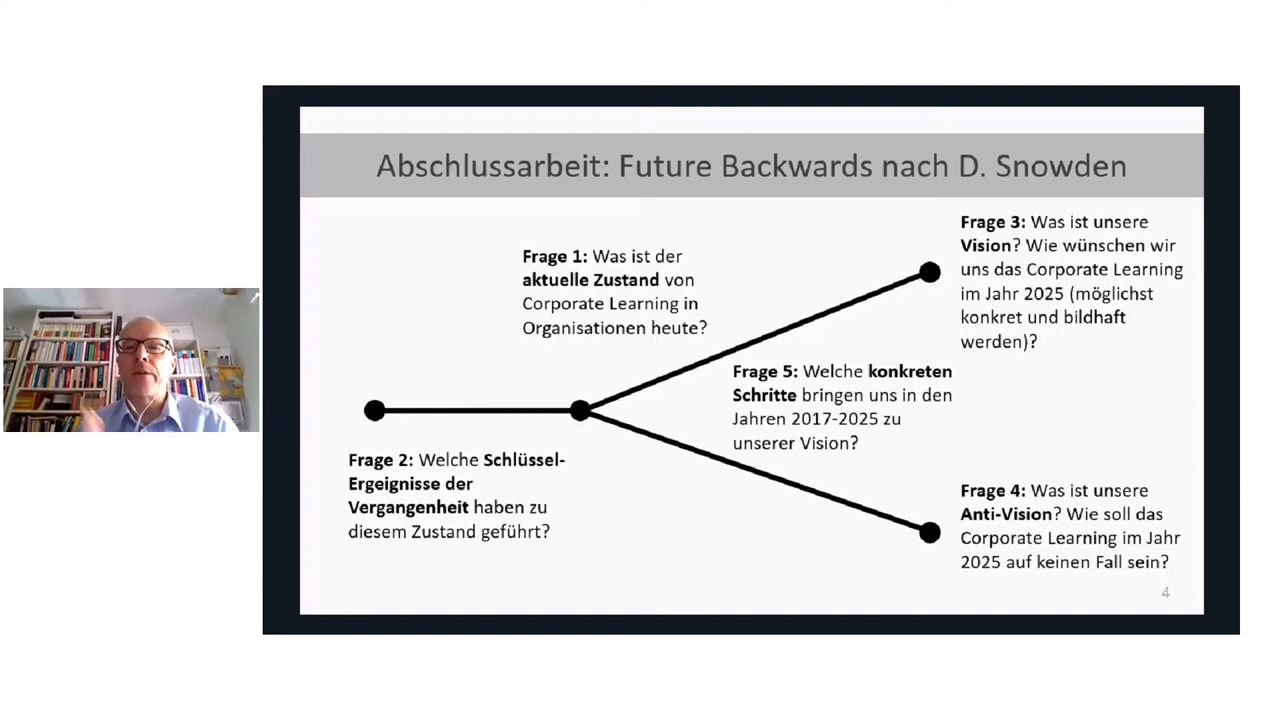 Abschlussarbeit: Future Backwards nach D. Snowden
Frage 1: Was ist der
aktuelle Zustand von
Corporate Learning in
Organisationen heute?
Frage 2: Welche Schlüssel-
Ergeignisse der
Vergangenheit haben zu
diesem Zustand geführt?
Frage 3: Was ist unsere
Vision? Wie wünschen wir
uns das Corporate Learning
im Jahr 2025 (möglichst
konkret und bildhaft
werden)?
Frage 5: Welche konkreten
Schritte bringen uns in den
Jahren 2017-2025 zu
unserer Vision?
Frage 4: Was ist unsere
Anti-Vision? Wie soll das
Corporate Learning im Jahr
2025 auf keinen Fall sein?
4